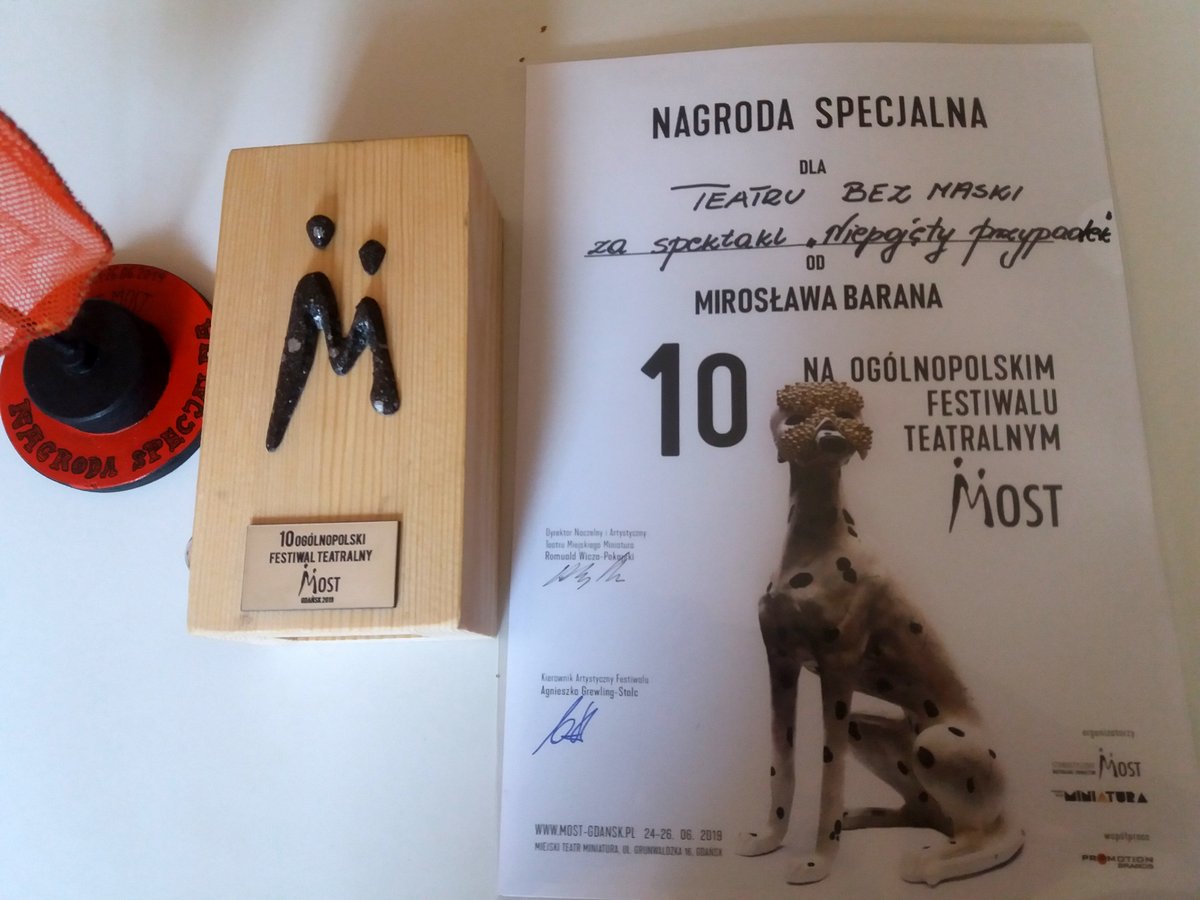 NAGRODA SPECJALNA
10 OGÓLNOPOLSKI
FESTIWAL TEATRALNY
MOST
GDAŃSK 2019
NAGRODA SPECJALNA
DLA
TEATRU BEZ MASKI
za spektakl "Niepojęty przypadek"
OD
MIROSŁAWA BARANA
10 NA OGÓLNOPOLSKIM
FESTIWALU
TEATRALNYM
MOST
Dyrektor Naczelny i Artystyczny
Teatru Miejskiego Miniatura
Romuald Wicza-Pokojski
Kierownik Artystyczny Festiwalu
Agnieszka Grewling-Stolc
WWW.MOST-GDANSK.PL 24-26. 06. 2019
MIEJSKI TEATR MINIATURA, UL. GRUNWALDZKA 16, GDAŃSK
organizatorzy
MOST
MINIATURA
współpraca
PROMOTION
BRANDS